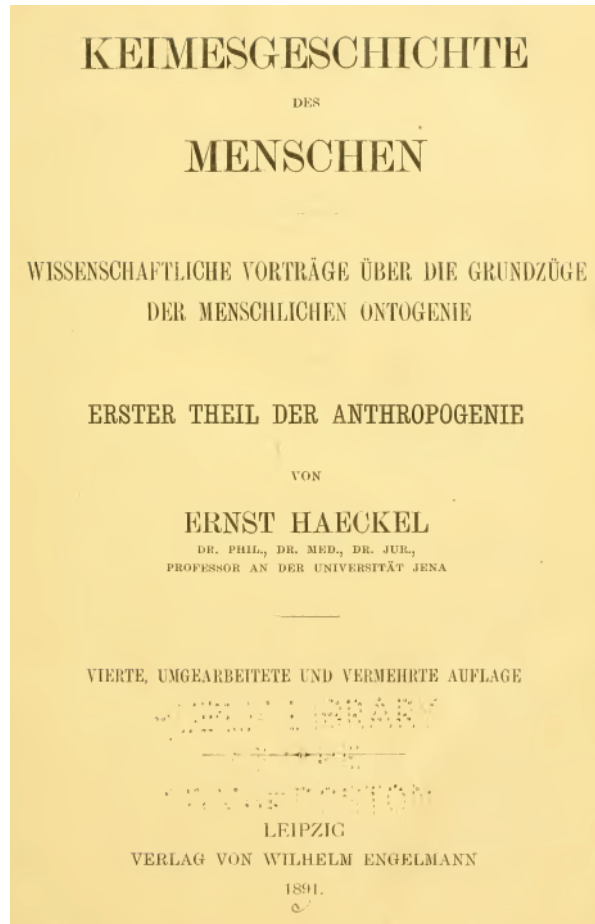 KEIMESGESCHICHTE
DES
MENSCHEN
WISSENSCHAFTLICHE VORTRÄGE ÜBER DIE GRUNDZÜGE
DER MENSCHLICHEN ONTOGENIE
ERSTER THEIL DER ANTHROPOGENIE
VON
ERNST HAECKEL
DR. PHIL., DR. MED., DR. JUR.,
PROFESSOR AN DER UNIVERSITÄT JENA
VIERTE, UMGEARBEITETE UND VERMEHRTE AUFLAGE
LIBRARY
LEIPZIG
VERLAG VON WILHELM ENGELMANN
1891.